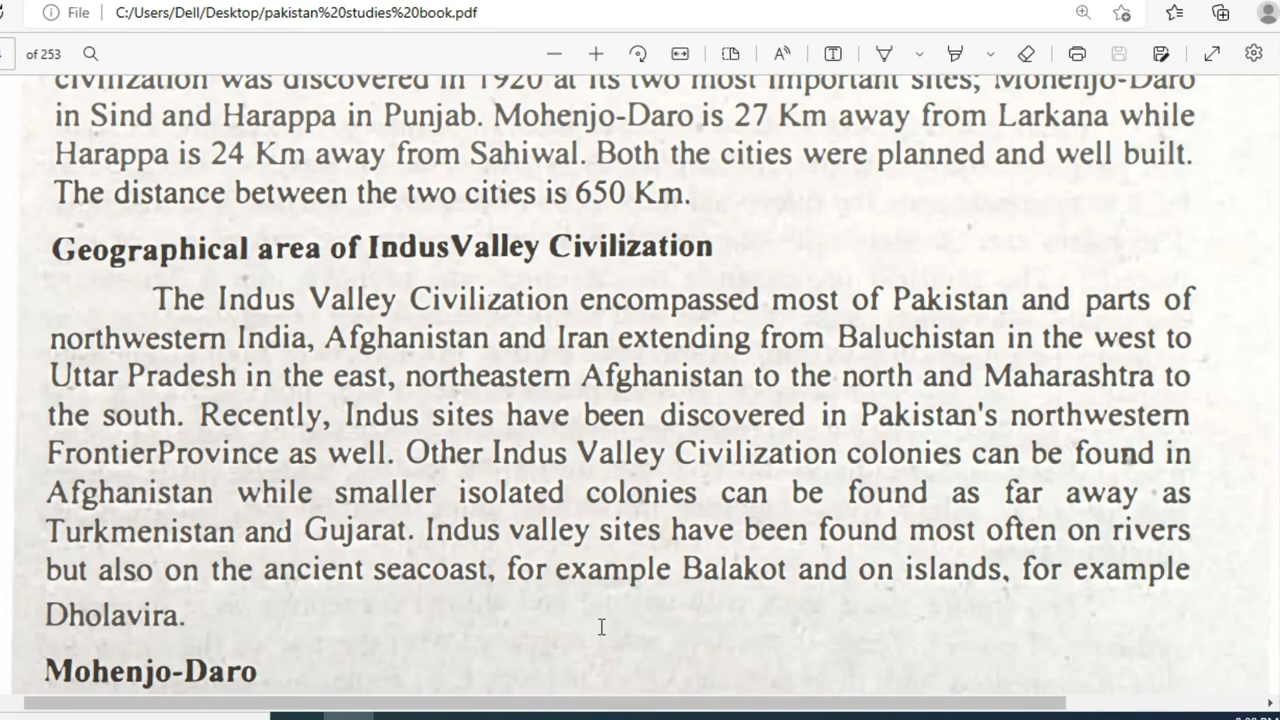 File C:/Users/Dell/Desktop/pakistan%20studies%20book.pdf
of 253
civilization was discovered in 1920 at its two most important sites; Mohenjo-Daro
in Sind and Harappa in Punjab. Mohenjo-Daro is 27 Km away from Larkana while
Harappa is 24 Km away from Sahiwal. Both the cities were planned and well built.
The distance between the two cities is 650 Km.
Geographical area of IndusValley Civilization
The Indus Valley Civilization encompassed most of Pakistan and parts of
northwestern India, Afghanistan and Iran extending from Baluchistan in the west to
Uttar Pradesh in the east, northeastern Afghanistan to the north and Maharashtra to
the south. Recently, Indus sites have been discovered in Pakistan's northwestern
FrontierProvince as well. Other Indus Valley Civilization colonies can be found in
Afghanistan while smaller isolated colonies can be found as far away as
Turkmenistan and Gujarat. Indus valley sites have been found most often on rivers
but also on the ancient seacoast, for example Balakot and on islands, for example
Dholavira.
Mohenjo-Daro